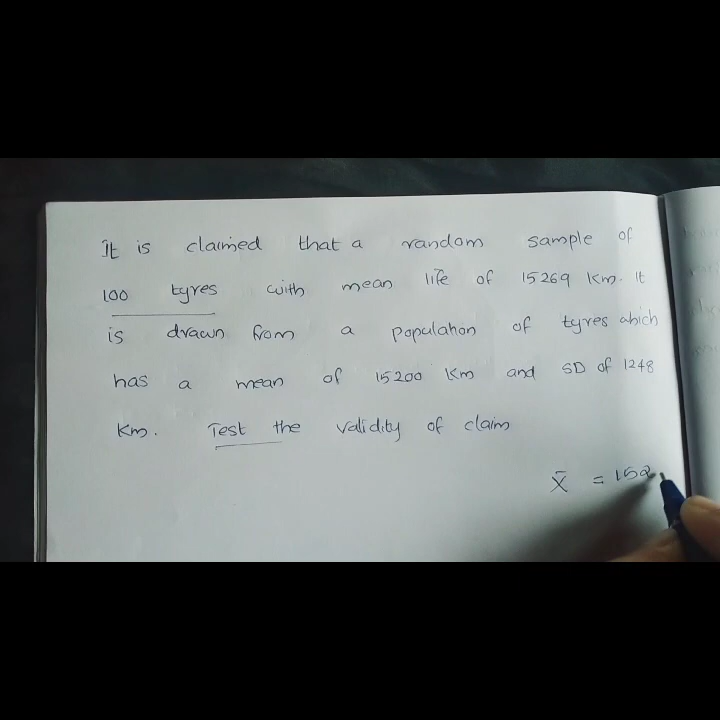 It is claimed that a random sample of
100 tyres with mean life of 15269 Km. It
is drawn from a population of tyres which
has a mean of 15200 Km and SD of 1248
Km. Test the validity of claim
X̄ = 152